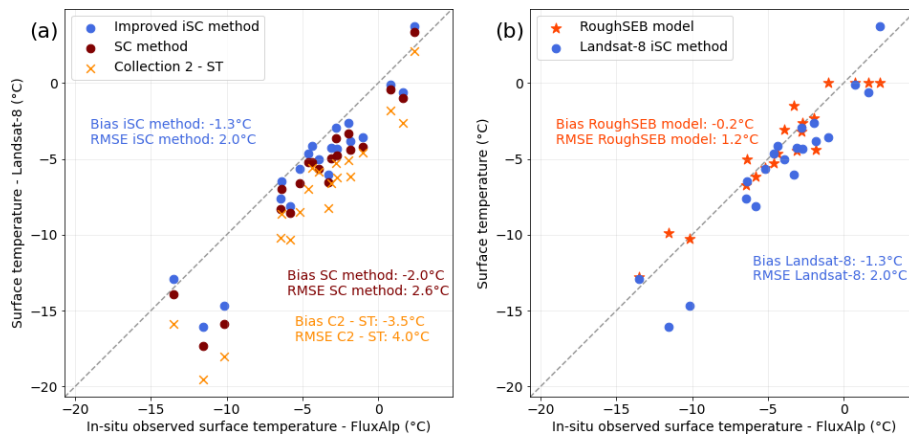 (a)
Improved iSC method
SC method
Collection 2 - ST
Bias iSC method: -1.3°C
RMSE iSC method: 2.0°C
Bias SC method: -2.0°C
RMSE SC method: 2.6°C
Bias C2 - ST: -3.5°C
RMSE C2 - ST: 4.0°C
Surface temperature - Landsat-8 (°C)
0
−5
−10
−15
−20
−20 −15 −10 −5 0
In-situ observed surface temperature - FluxAlp (°C)
(b)
RoughSEB model
Landsat-8 iSC method
Bias RoughSEB model: -0.2°C
RMSE RoughSEB model: 1.2°C
Bias Landsat-8: -1.3°C
RMSE Landsat-8: 2.0°C
Surface temperature (°C)
0
−5
−10
−15
−20
−20 −15 −10 −5 0
In-situ observed surface temperature - FluxAlp (°C)